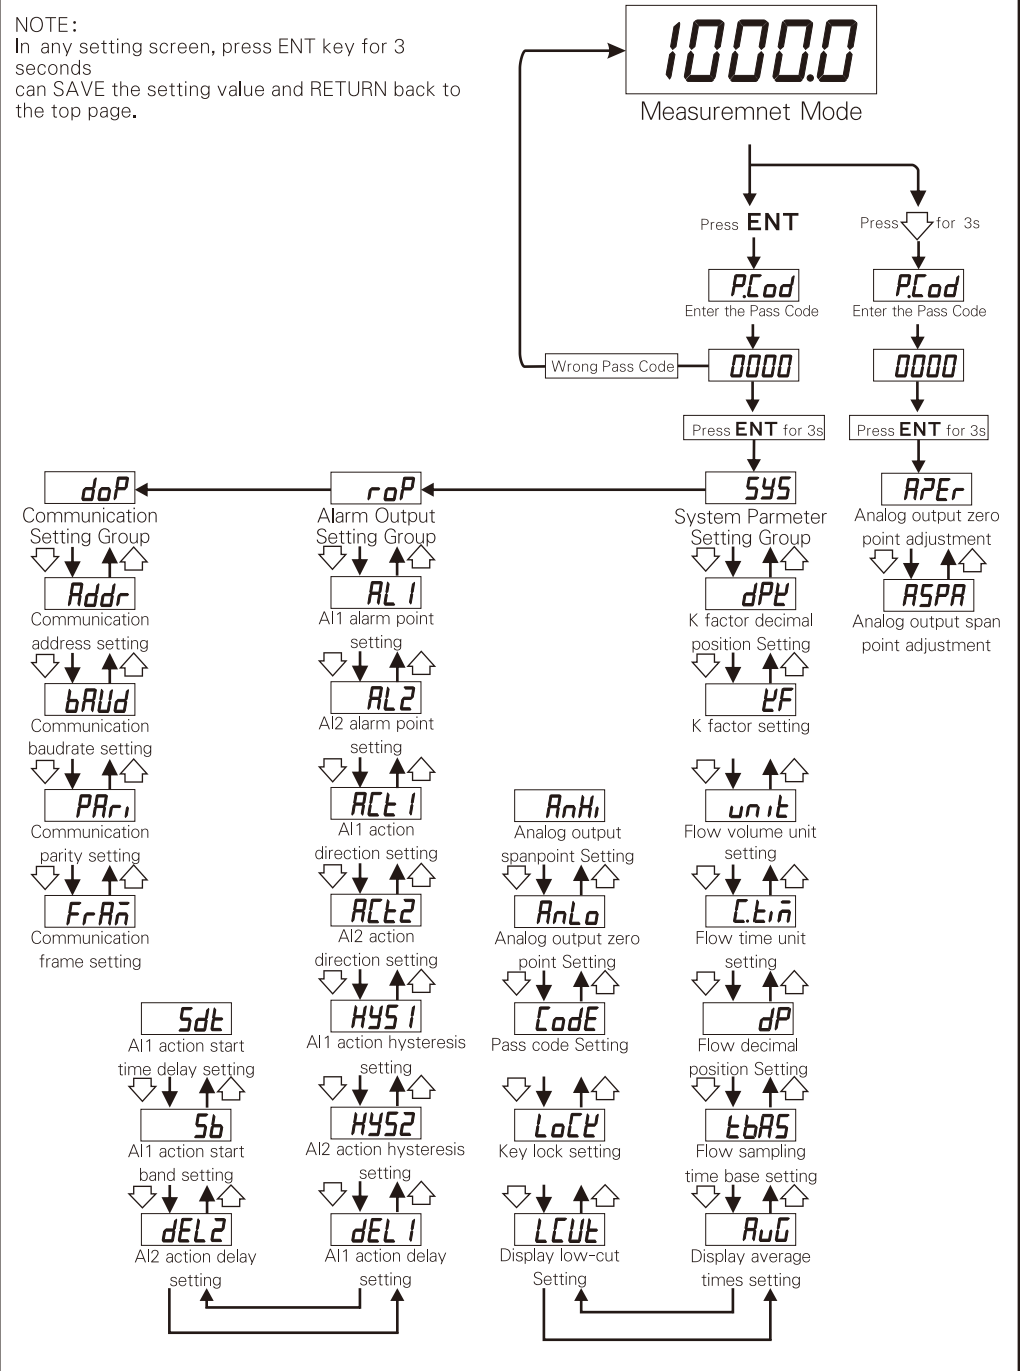 NOTE:
In any setting screen, press ENT key for 3
seconds
can SAVE the setting value and RETURN back to
the top page.
1000.0
Measuremnet Mode
Press ENT
Press for 3s
P.Cod
Enter the Pass Code
P.Cod
Enter the Pass Code
Wrong Pass Code
0000
0000
Press ENT for 3s
Press ENT for 3s
doP
Communication
Setting Group
Addr
Communication
address setting
bAUd
Communication
baudrate setting
PAri
Communication
parity setting
FrAm
Communication
frame setting
roP
Alarm Output
Setting Group
AL1
Al1 alarm point
setting
AL2
Al2 alarm point
setting
ACt1
Al1 action
direction setting
ACt2
Al2 action
direction setting
HYS1
Al1 action hysteresis
setting
HYS2
Al2 action hysteresis
setting
dEL1
Al1 action delay
setting
Sdt
Al1 action start
time delay setting
Sb
Al1 action start
band setting
dEL2
Al2 action delay
setting
SYS
System Parmeter
Setting Group
dPK
K factor decimal
position Setting
KF
K factor setting
unit
Flow volume unit
setting
C.tim
Flow time unit
setting
dP
Flow decimal
position Setting
tbAS
Flow sampling
time base setting
AvG
Display average
times setting
AnHi
Analog output
spanpoint Setting
AnLo
Analog output zero
point Setting
CodE
Pass code Setting
LoCK
Key lock setting
LCUt
Display low-cut
Setting
AZEr
Analog output zero
point adjustment
ASPA
Analog output span
point adjustment